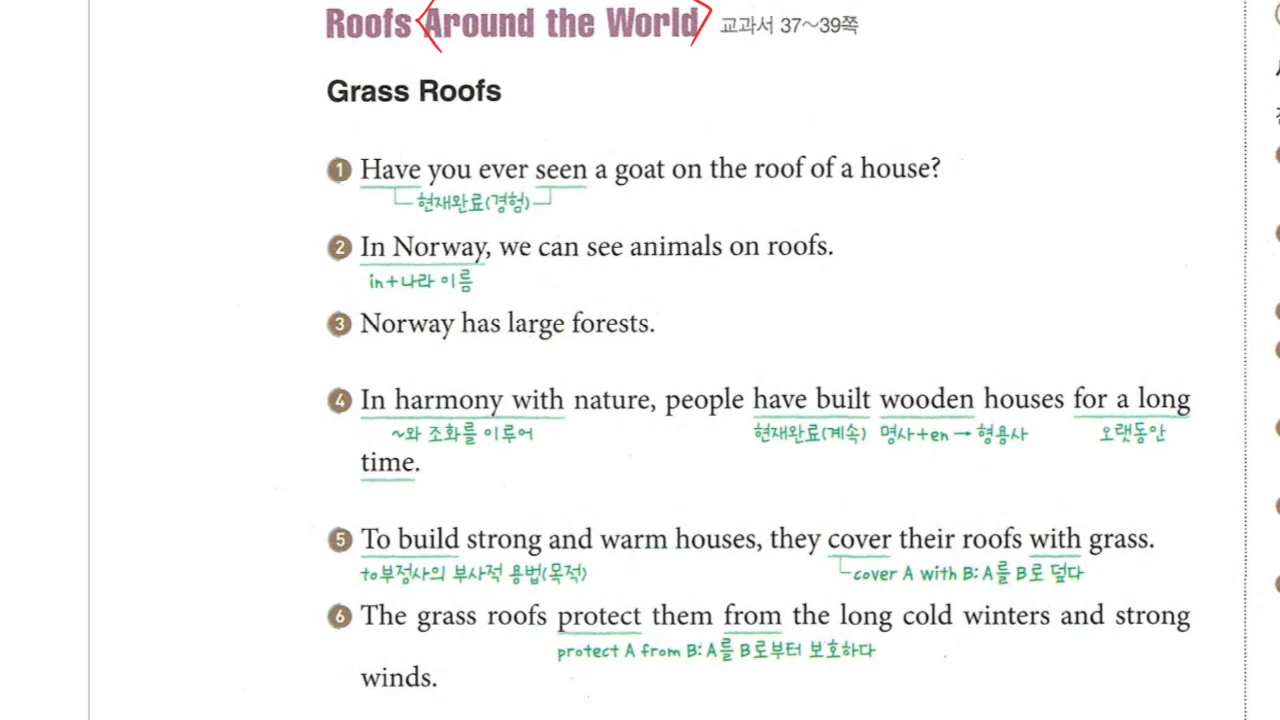 Roofs Around the World 교과서 37~39쪽
Grass Roofs
1 Have you ever seen a goat on the roof of a house?
현재완료(경험)
2 In Norway, we can see animals on roofs.
in+나라 이름
3 Norway has large forests.
4 In harmony with nature, people have built wooden houses for a long
~와 조화를 이루어 현재완료(계속) 명사+en → 형용사 오랫동안
time.
5 To build strong and warm houses, they cover their roofs with grass.
to부정사의 부사적 용법(목적) cover A with B: A를 B로 덮다
6 The grass roofs protect them from the long cold winters and strong
protect A from B: A를 B로부터 보호하다
winds.